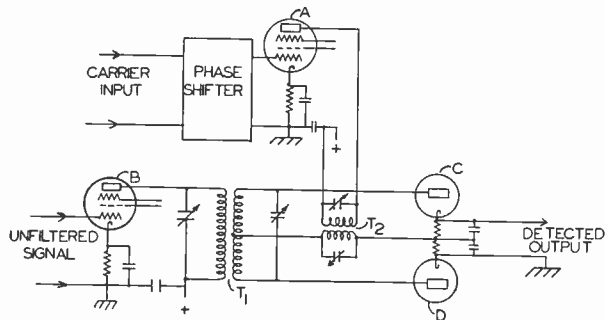 A
CARRIER
INPUT
PHASE
SHIFTER
+
B
C
T2
UNFILTERED
SIGNAL
DETECTED
OUTPUT
+
T1
D